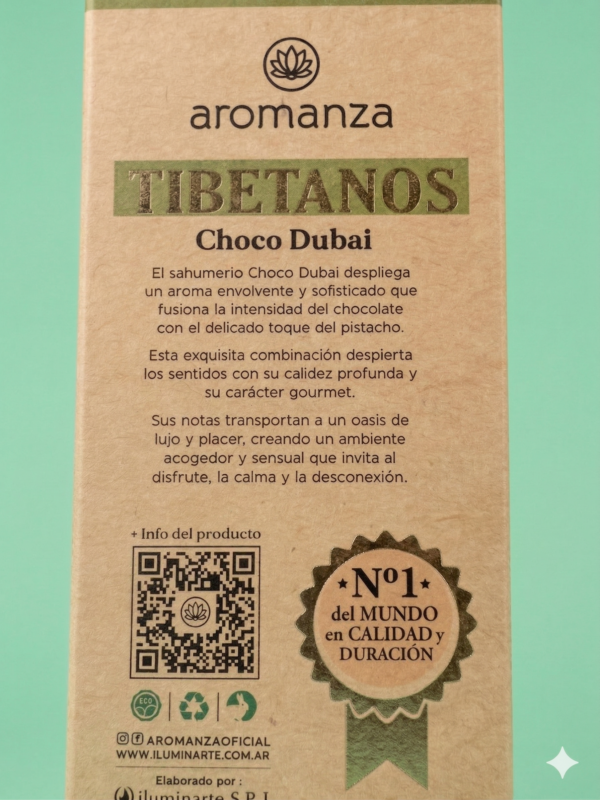 aromanza
TIBETANOS
Choco Dubai
El sahumerio Choco Dubai despliega
un aroma envolvente y sofisticado que
fusiona la intensidad del chocolate
con el delicado toque del pistacho.
Esta exquisita combinación despierta
los sentidos con su calidez profunda y
su carácter gourmet.
Sus notas transportan a un oasis de
lujo y placer, creando un ambiente
acogedor y sensual que invita al
disfrute, la calma y la desconexión.
+ Info del producto
Nº1
del MUNDO
en CALIDAD y
DURACIÓN
ECO
AROMANZAOFICIAL
WWW.ILUMINARTE.COM.AR
Elaborado por :
iluminarte S.R.L